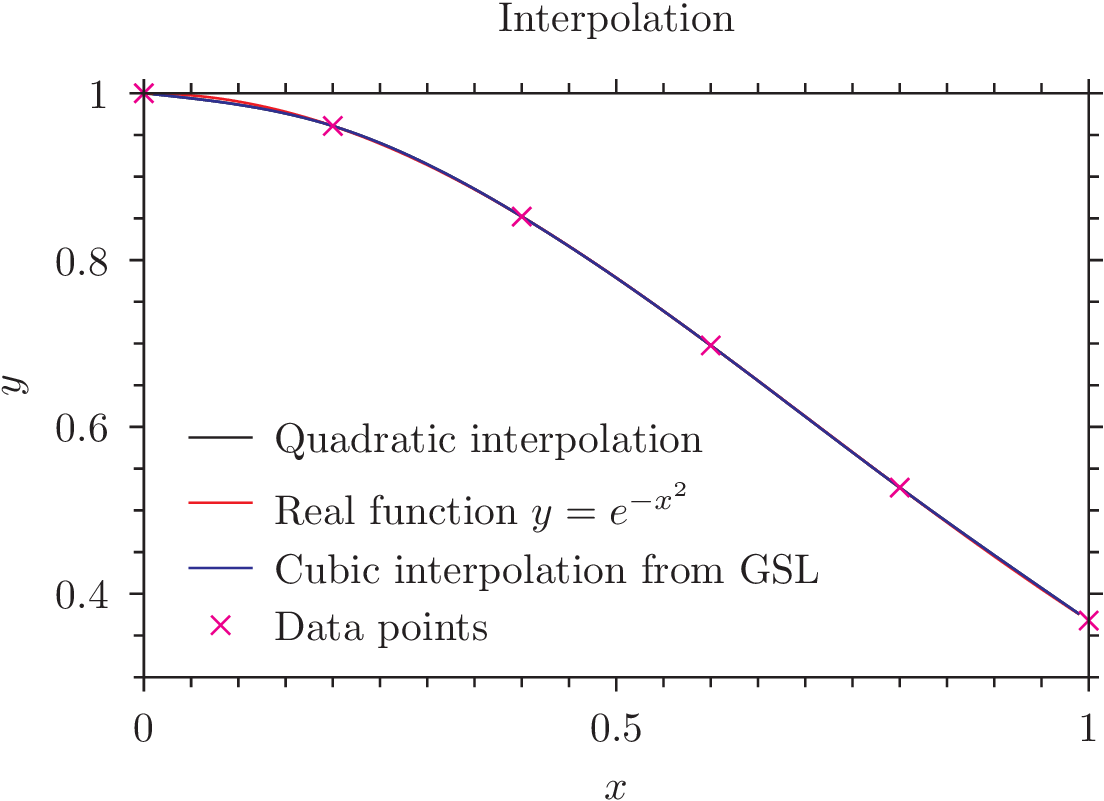 Interpolation
1
0.8
0.6
0.4
y
Quadratic interpolation
Real function y = e^{-x^2}
Cubic interpolation from GSL
Data points
0 0.5 1
x